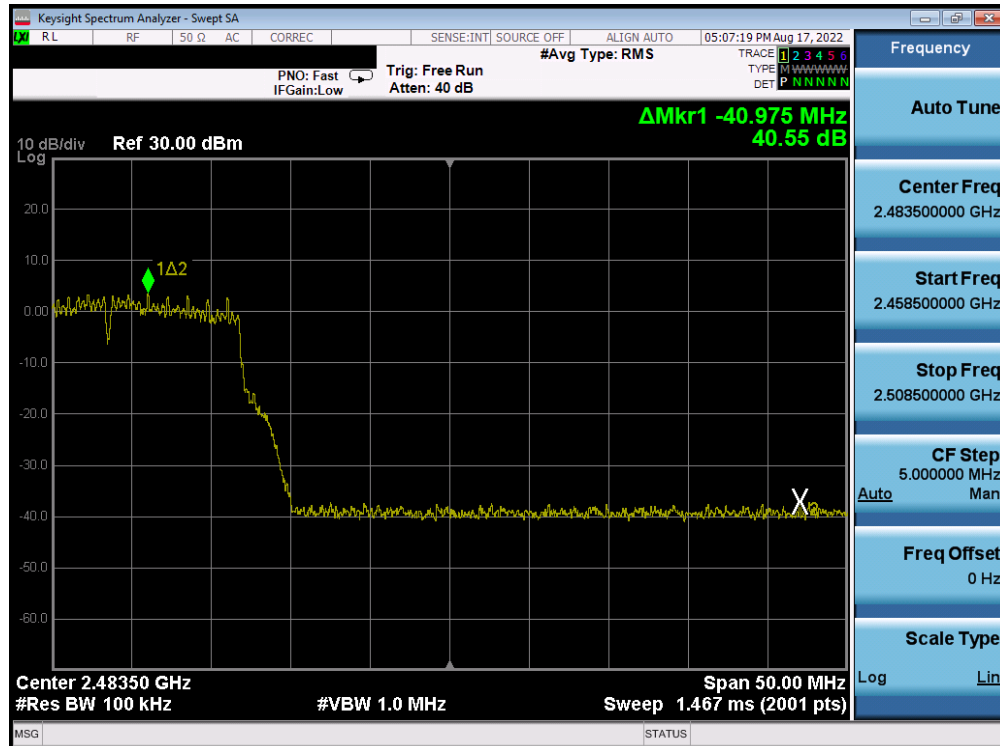 Keysight Spectrum Analyzer - Swept SA
LXI RL RF 50 Ω AC CORREC SENSE:INT SOURCE OFF ALIGN AUTO 05:07:19 PM Aug 17, 2022
PNO: Fast
IFGain:Low
Trig: Free Run
Atten: 40 dB
#Avg Type: RMS
TRACE 1 2 3 4 5 6
TYPE M WWWWW
DET P N N N N N
ΔMkr1 -40.975 MHz
40.55 dB
10 dB/div Ref 30.00 dBm
Log
20.0
10.0
1Δ2
0.00
-10.0
-20.0
-30.0
X2
-40.0
-50.0
-60.0
Center 2.48350 GHz Span 50.00 MHz
#Res BW 100 kHz #VBW 1.0 MHz Sweep 1.467 ms (2001 pts)
MSG STATUS
Frequency
Auto Tune
Center Freq
2.483500000 GHz
Start Freq
2.458500000 GHz
Stop Freq
2.508500000 GHz
CF Step
5.000000 MHz
Auto Man
Freq Offset
0 Hz
Scale Type
Log Lin